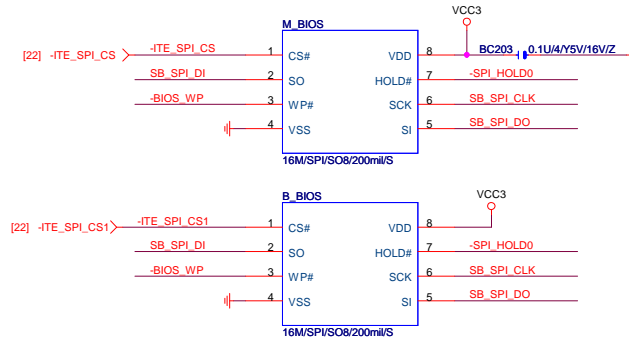 VCC3
M_BIOS
[22] -ITE_SPI_CS -ITE_SPI_CS 1 CS# VDD 8 BC203 0.1U/4/Y5V/16V/Z
SB_SPI_DI 2 SO HOLD# 7 -SPI_HOLD0
-BIOS_WP 3 WP# SCK 6 SB_SPI_CLK
4 VSS SI 5 SB_SPI_DO
16M/SPI/SO8/200mil/S
B_BIOS VCC3
[22] -ITE_SPI_CS1 -ITE_SPI_CS1 1 CS# VDD 8
SB_SPI_DI 2 SO HOLD# 7 -SPI_HOLD0
-BIOS_WP 3 WP# SCK 6 SB_SPI_CLK
4 VSS SI 5 SB_SPI_DO
16M/SPI/SO8/200mil/S